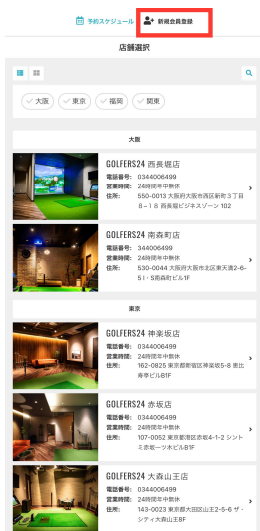 予約スケジュール 新規会員登録
店舗選択
大阪 東京 福岡 関東
大阪
GOLFERS24 西長堀店
電話番号: 0344006499
営業時間: 24時間年中無休
住所: 550-0013 大阪府大阪市西区新町3丁目
8−18 西長堀ビジネスゾーン 102
GOLFERS24 南森町店
電話番号: 344006499
営業時間: 24時間年中無休
住所: 530-0044 大阪府大阪市北区東天満2-6-
5 I・S南森町ビル1F
東京
GOLFERS24 神楽坂店
電話番号: 0344006499
営業時間: 24時間年中無休
住所: 162-0825 東京都新宿区神楽坂5-8 恵比
寿亭ビルB1F
GOLFERS24 赤坂店
電話番号: 0344006499
営業時間: 24時間年中無休
住所: 107-0052 東京都港区赤坂4-1-2 シント
ミ赤坂一ツ木ビルB1F
GOLFERS24 大森山王店
電話番号: 0344006499
営業時間: 24時間年中無休
住所: 143-0023 東京都大田区山王2-5-6 ザ・
シティ大森山王8F